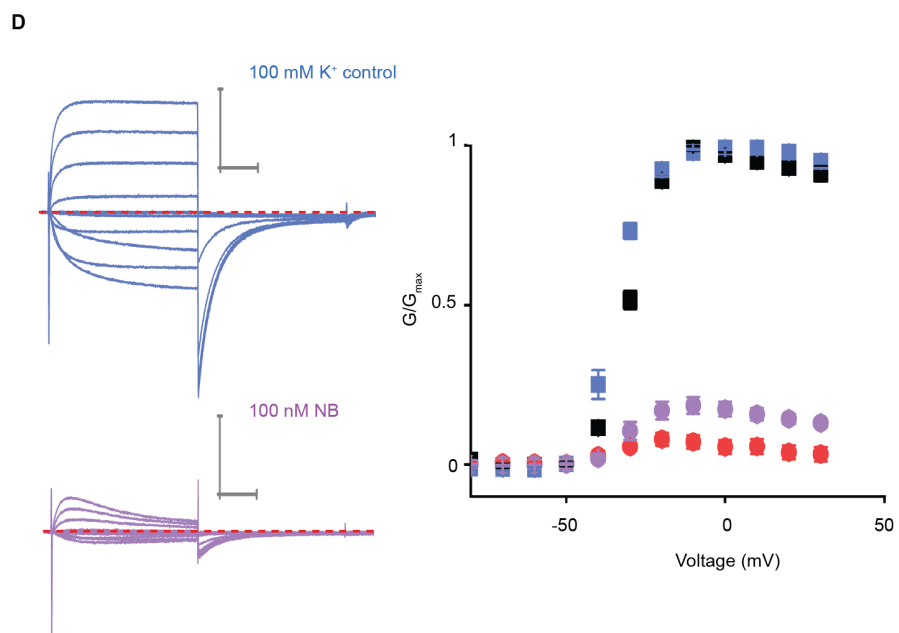 D
100 mM K⁺ control
100 nM NB
1
0.5
0
G/Gmax
-50
0
50
Voltage (mV)